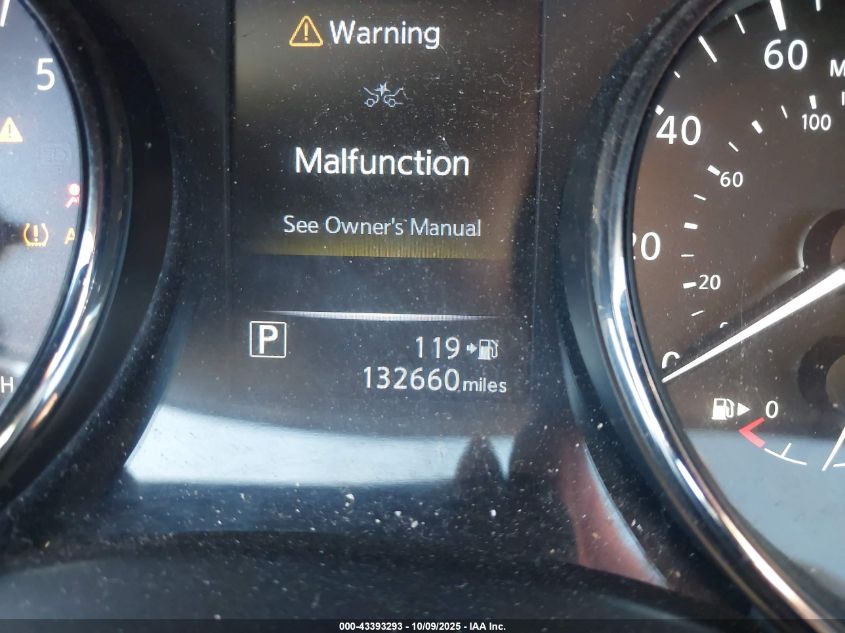 Warning
Malfunction
See Owner's Manual
P
119
132660 miles
5
H
60
40
100
60
20
20
0
0
000-43393293 - 10/09/2025 - IAA Inc.